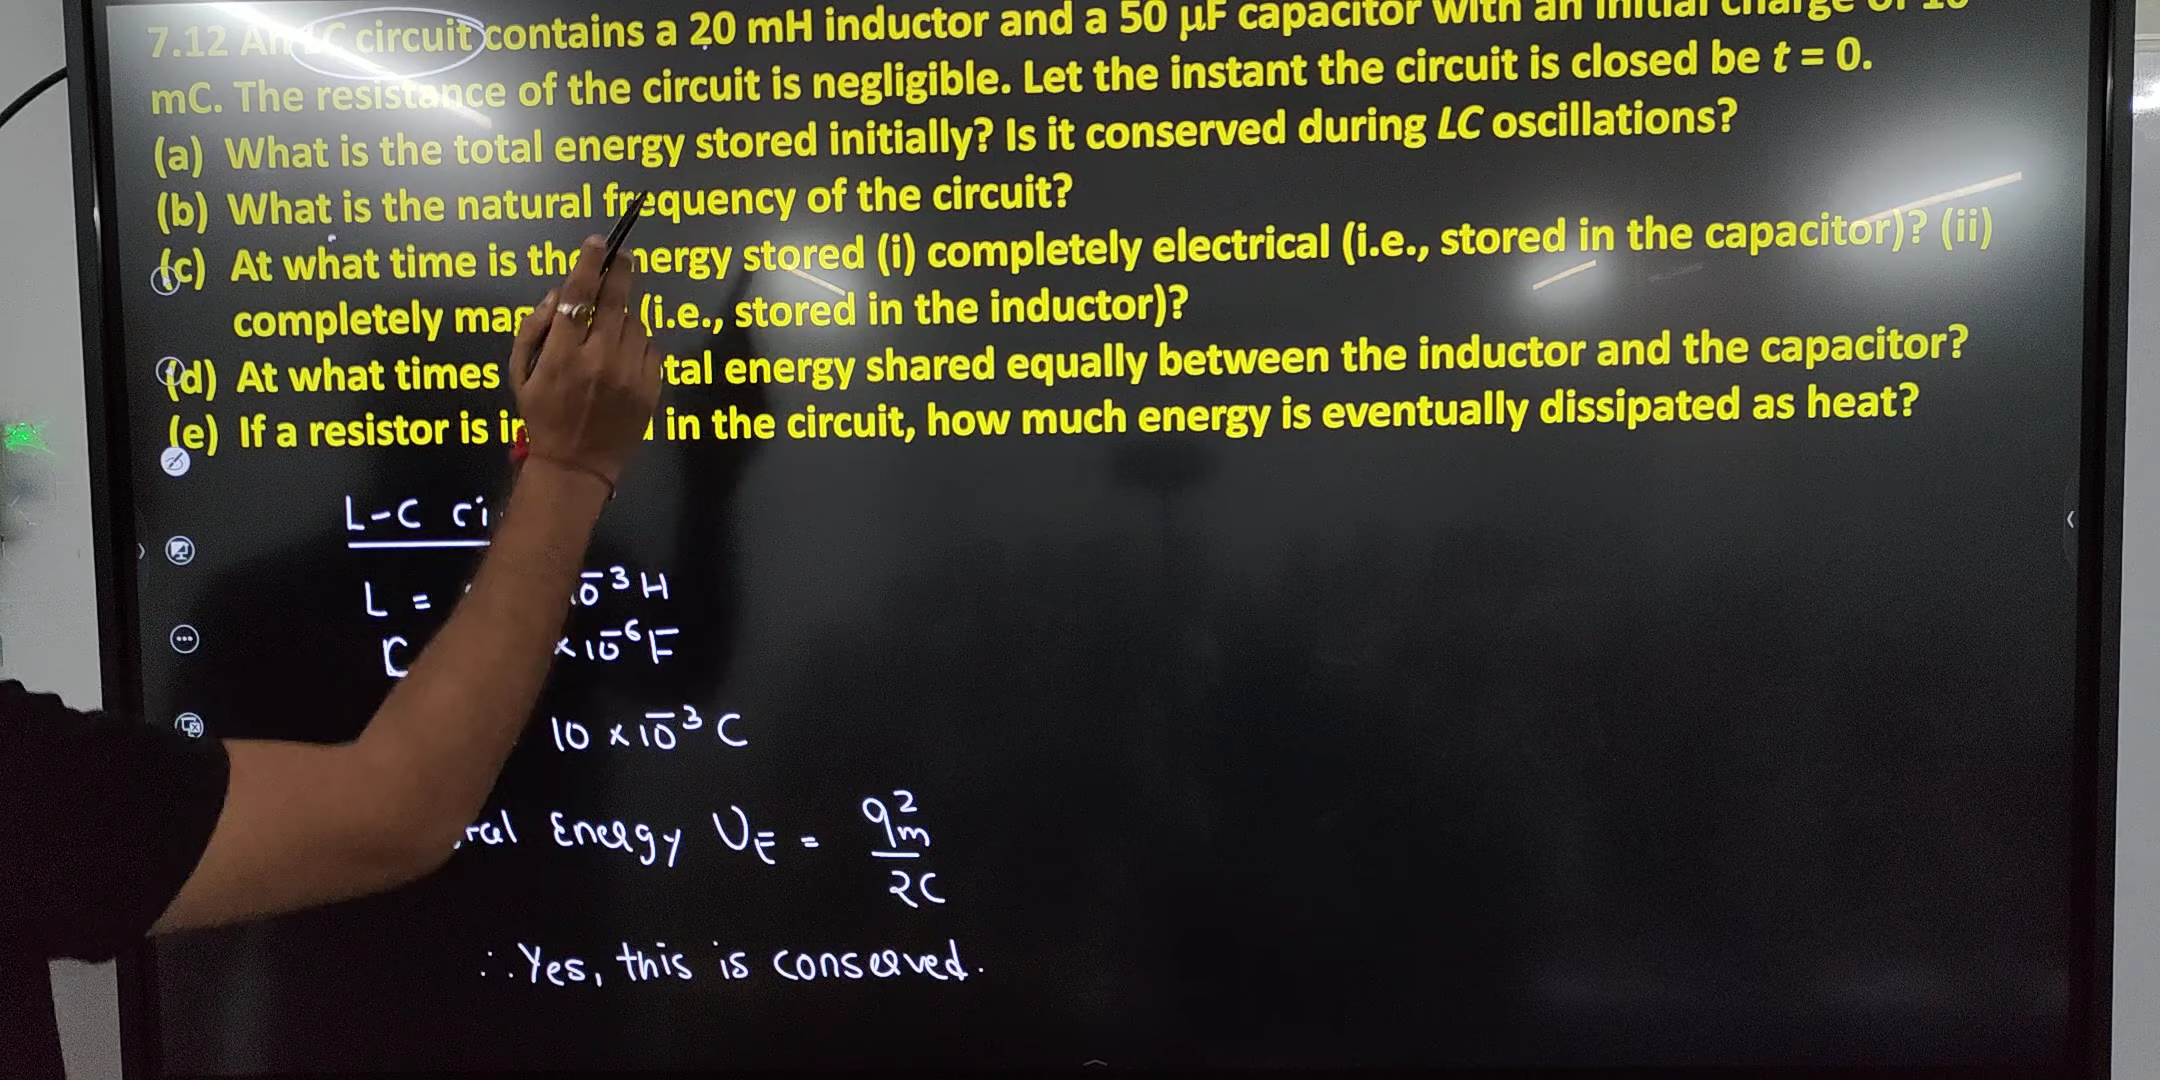 7.12 An LC circuit contains a 20 mH inductor and a 50 μF capacitor with an initial charge of 10
mC. The resistance of the circuit is negligible. Let the instant the circuit is closed be t = 0.
(a) What is the total energy stored initially? Is it conserved during LC oscillations?
(b) What is the natural frequency of the circuit?
(c) At what time is the energy stored (i) completely electrical (i.e., stored in the capacitor)? (ii)
completely (i.e., stored in the inductor)?
(d) At what times energy shared equally between the inductor and the capacitor?
(e) If a resistor is in the circuit, how much energy is eventually dissipated as heat?
L-C
L = 10⁻³ H
C × 10⁻⁶ F
10 × 10⁻³ C
Energy U_E = q²m / 2C
∴ Yes, this is conserved.